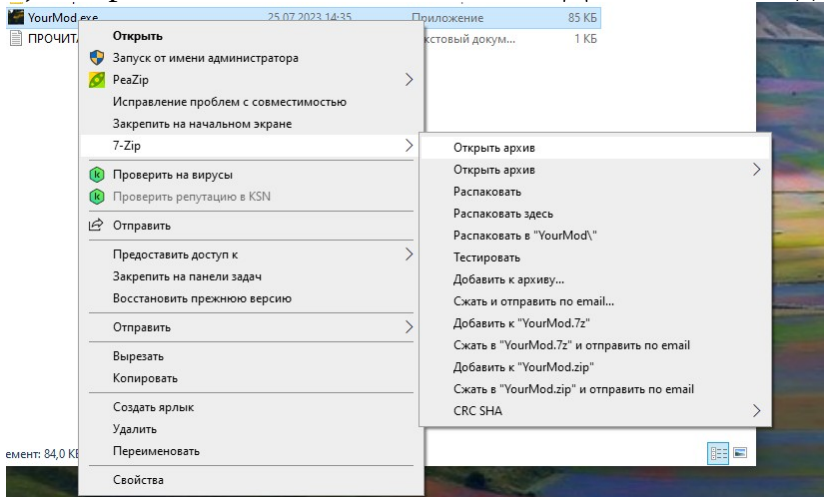 YourMod.exe 25.07.2023 14:35 Приложение 85 КБ
1 КБ
Открыть
Запуск от имени администратора
PeaZip
Исправление проблем с совместимостью
Закрепить на начальном экране
7-Zip
Проверить на вирусы
Проверить репутацию в KSN
Отправить
Предоставить доступ к
Закрепить на панели задач
Восстановить прежнюю версию
Отправить
Вырезать
Копировать
Создать ярлык
Удалить
Переименовать
Свойства
Открыть архив
Открыть архив
Распаковать
Распаковать здесь
Распаковать в "YourMod\"
Тестировать
Добавить к архиву...
Сжать и отправить по email...
Добавить к "YourMod.7z"
Сжать в "YourMod.7z" и отправить по email
Добавить к "YourMod.zip"
Сжать в "YourMod.zip" и отправить по email
CRC SHA
емент: 84,0 КБ